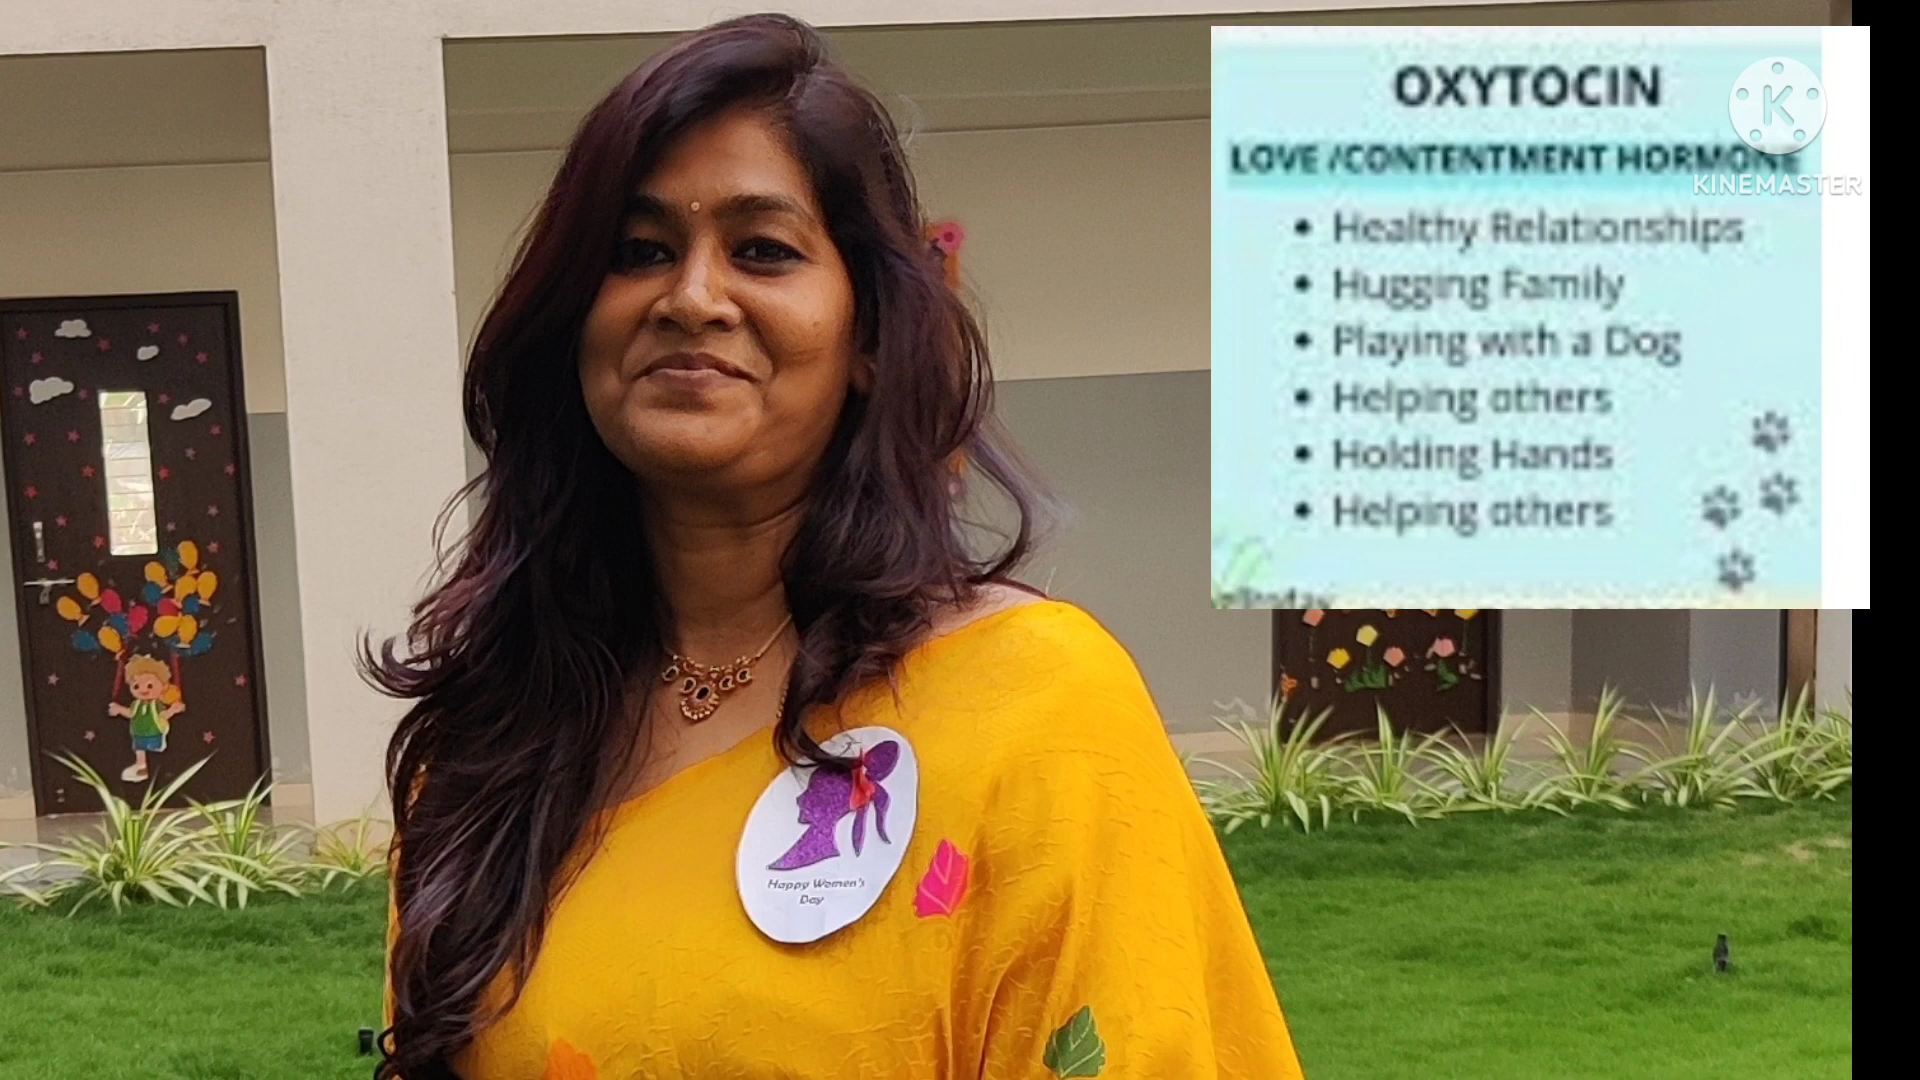 OXYTOCIN
LOVE /CONTENTMENT HORMONE
KINEMASTER
Healthy Relationships
Hugging Family
Playing with a Dog
Helping others
Holding Hands
Helping others
Happy Women's
Day